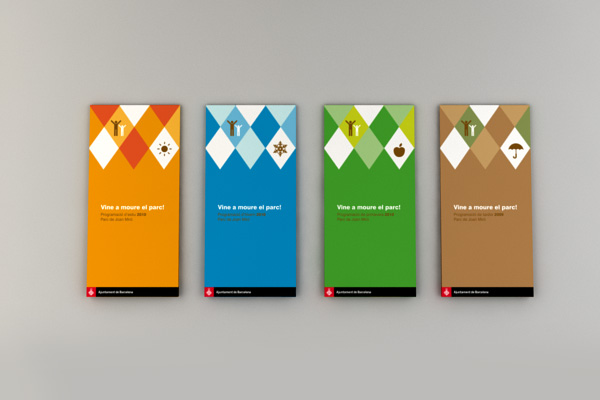 Vine a moure el parc!
Programació d'estiu 2010
Parc de Joan Miró
Ajuntament de Barcelona
Vine a moure el parc!
Programació d'hivern
Parc de Joan Miró
Ajuntament de Barcelona
Vine a moure el parc!
Programació de primavera 2010
Parc de Joan Miró
Ajuntament de Barcelona
Vine a moure el parc!
Programació de tardor 2009
Parc de Joan Miró
Ajuntament de Barcelona